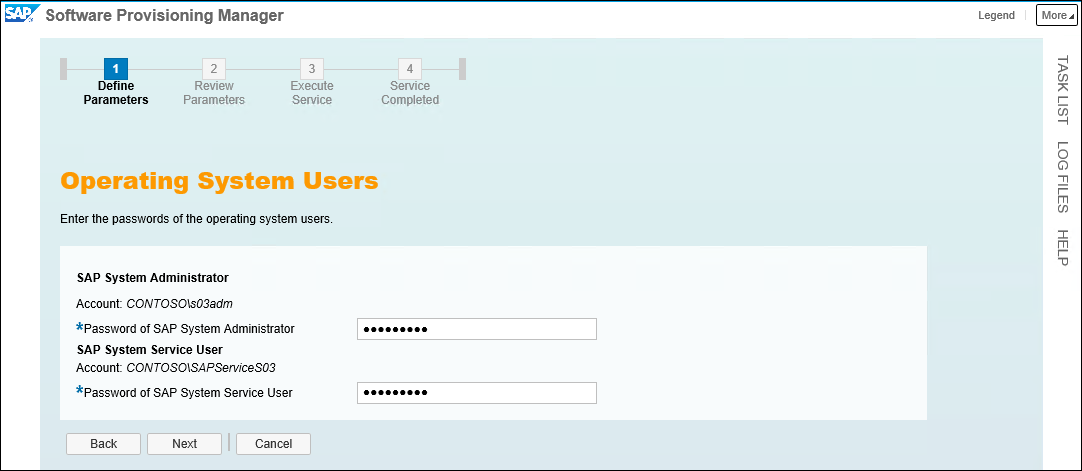 SAP Software Provisioning Manager
Legend
More
1
2
3
4
Define
Parameters
Review
Parameters
Execute
Service
Service
Completed
TASK LIST
LOG FILES
HELP
Operating System Users
Enter the passwords of the operating system users.
SAP System Administrator
Account: CONTOSO\s03adm
*Password of SAP System Administrator
•••••••••
SAP System Service User
Account: CONTOSO\SAPServiceS03
*Password of SAP System Service User
•••••••••
Back
Next
Cancel